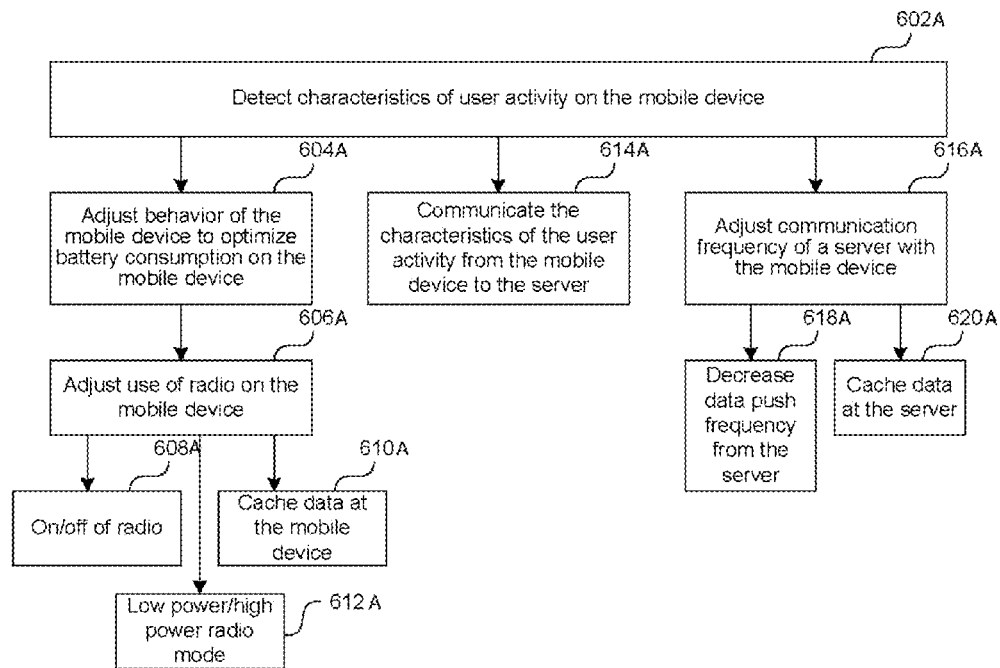 602A
Detect characteristics of user activity on the mobile device
604A
Adjust behavior of the
mobile device to optimize
battery consumption on the
mobile device
614A
Communicate the
characteristics of the user
activity from the mobile
device to the server
616A
Adjust communication
frequency of a server with
the mobile device
606A
Adjust use of radio on the
mobile device
618A
Decrease
data push
frequency
from the
server
620A
Cache data
at the server
608A
On/off of radio
610A
Cache data at
the mobile
device
Low power/high
power radio
mode
612A